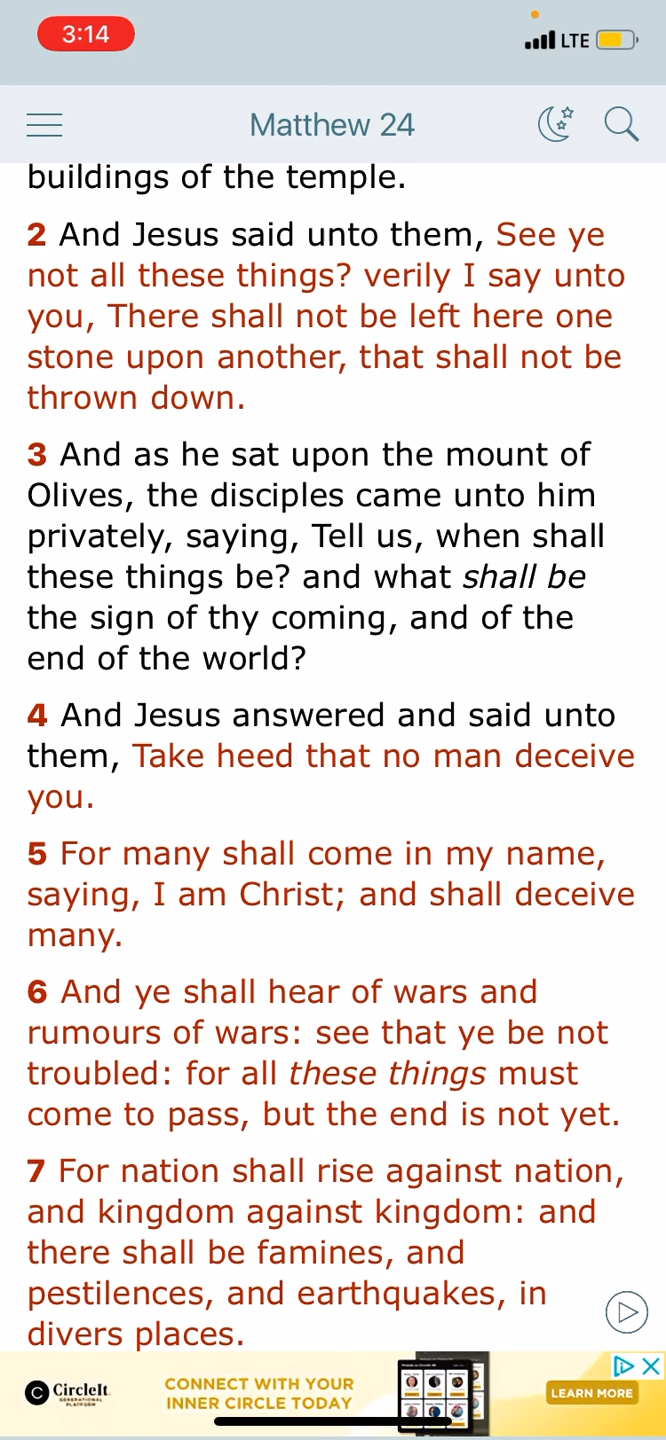 3:14
LTE
Matthew 24
buildings of the temple.
2 And Jesus said unto them, See ye
not all these things? verily I say unto
you, There shall not be left here one
stone upon another, that shall not be
thrown down.
3 And as he sat upon the mount of
Olives, the disciples came unto him
privately, saying, Tell us, when shall
these things be? and what shall be
the sign of thy coming, and of the
end of the world?
4 And Jesus answered and said unto
them, Take heed that no man deceive
you.
5 For many shall come in my name,
saying, I am Christ; and shall deceive
many.
6 And ye shall hear of wars and
rumours of wars: see that ye be not
troubled: for all these things must
come to pass, but the end is not yet.
7 For nation shall rise against nation,
and kingdom against kingdom: and
there shall be famines, and
pestilences, and earthquakes, in
divers places.
C CircleIt
GENERATIONAL
PLATFORM
CONNECT WITH YOUR
INNER CIRCLE TODAY
LEARN MORE